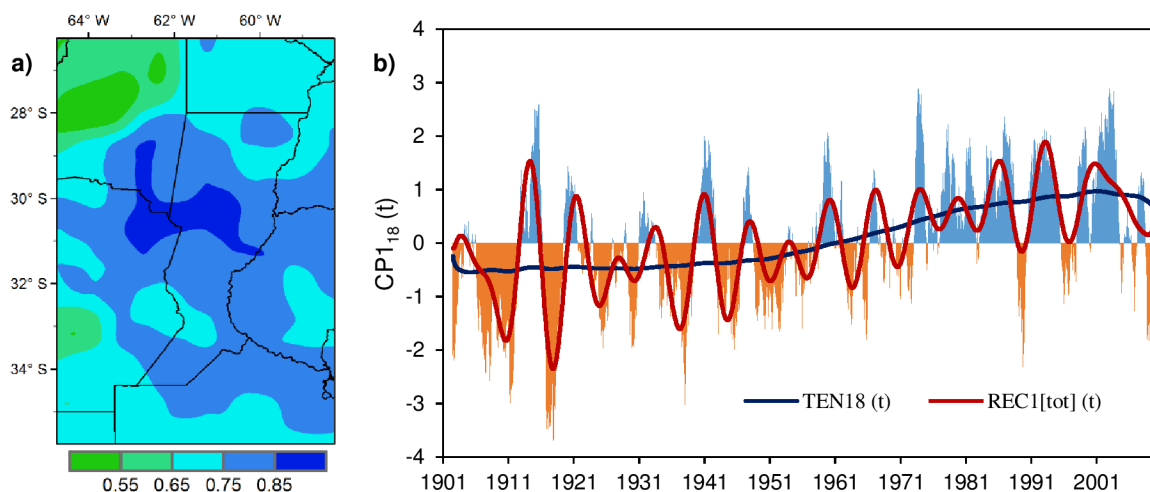 64° W 62° W 60° W
a)
28° S
30° S
32° S
34° S
0.55 0.65 0.75 0.85
b)
CP1₁₈ (t)
4
3
2
1
0
-1
-2
-3
-4
TEN18 (t) REC1[tot] (t)
1901 1911 1921 1931 1941 1951 1961 1971 1981 1991 2001